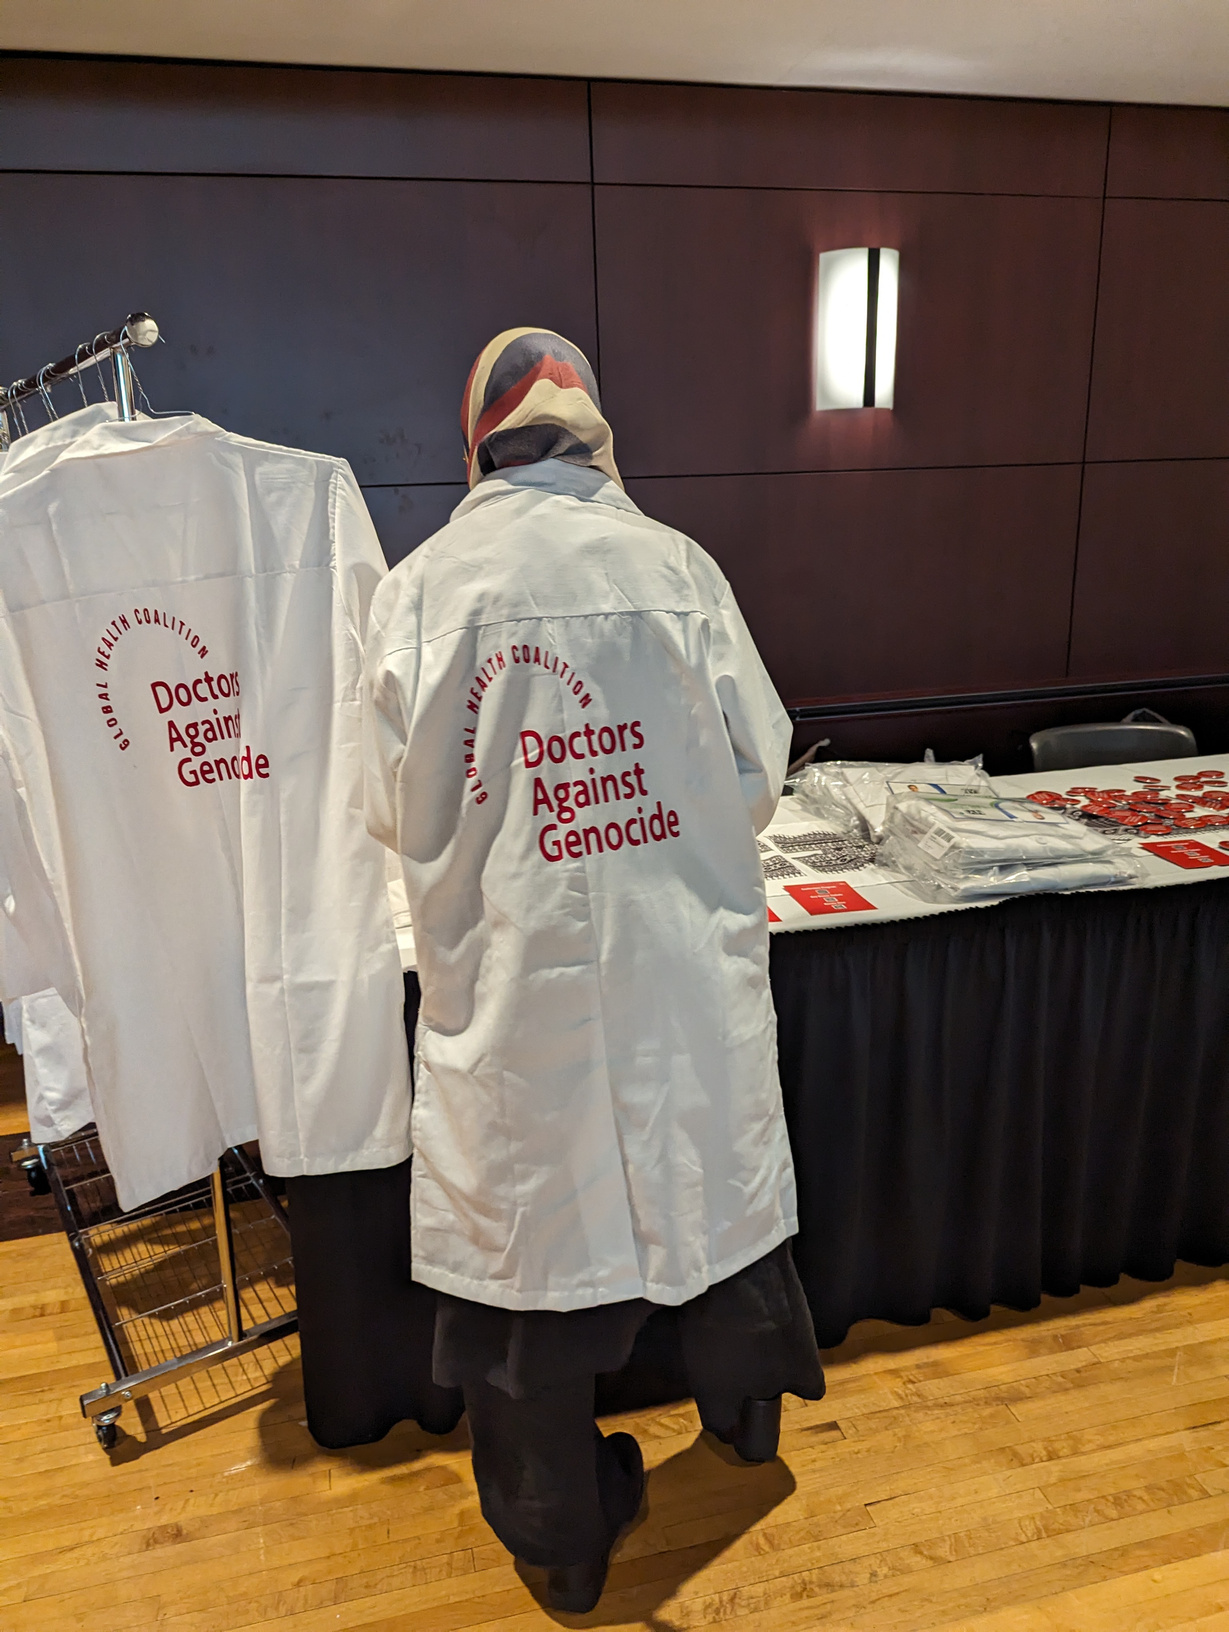 GLOBAL HEALTH COALITION
Doctors
Against
Genocide
GLOBAL HEALTH COALITION
Doctors
Against
Genocide